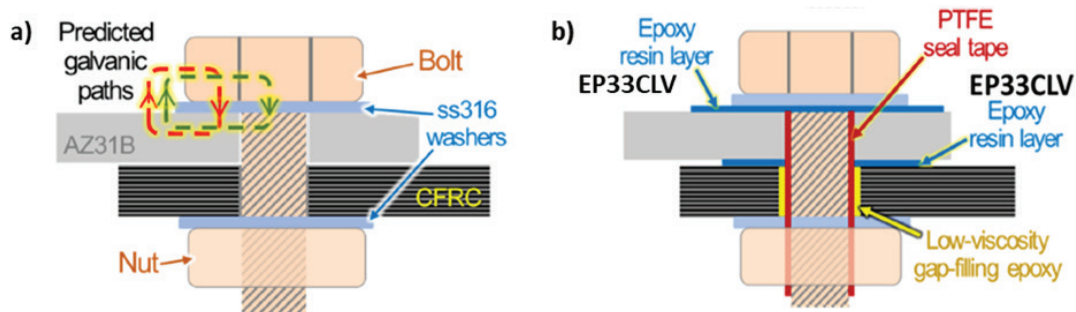 a)
Predicted
galvanic
paths
Bolt
ss316
washers
AZ31B
CFRC
Nut
b)
Epoxy
resin layer
EP33CLV
PTFE
seal tape
EP33CLV
Epoxy
resin layer
Low-viscosity
gap-filling epoxy